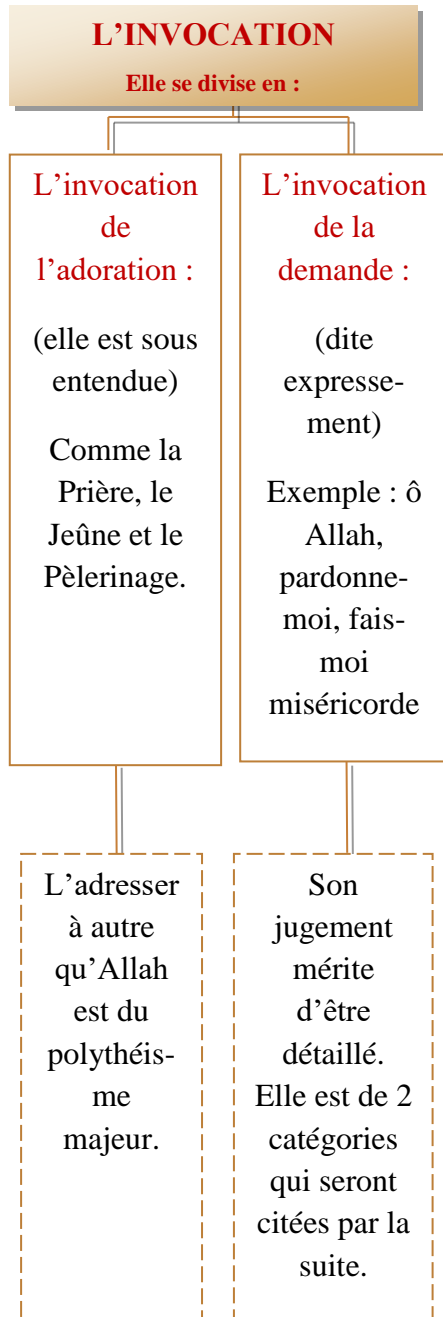 L’INVOCATION
Elle se divise en :
L’invocation
de
l’adoration :
(elle est sous
entendue)
Comme la
Prière, le
Jeûne et le
Pèlerinage.
L’invocation
de la
demande :
(dite
expresse-
ment)
Exemple : ô
Allah,
pardonne-
moi, fais-
moi
miséricorde
L’adresser
à autre
qu’Allah
est du
polythéis-
me
majeur.
Son
jugement
mérite
d’être
détaillé.
Elle est de 2
catégories
qui seront
citées par la
suite.